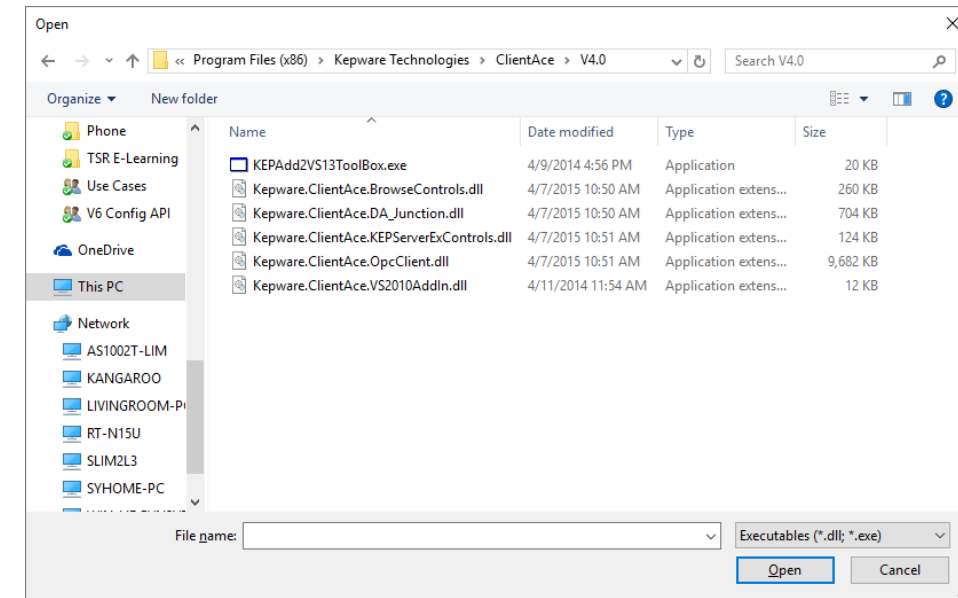 Open
« Program Files (x86) > Kepware Technologies > ClientAce > V4.0
Search V4.0
Organize
New folder
Phone
TSR E-Learning
Use Cases
V6 Config API
OneDrive
This PC
Network
AS1002T-LIM
KANGAROO
LIVINGROOM-P
RT-N15U
SLIM2L3
SYHOME-PC
Name Date modified Type Size
KEPAdd2VS13ToolBox.exe 4/9/2014 4:56 PM Application 20 KB
Kepware.ClientAce.BrowseControls.dll 4/7/2015 10:50 AM Application extens... 260 KB
Kepware.ClientAce.DA_Junction.dll 4/7/2015 10:50 AM Application extens... 704 KB
Kepware.ClientAce.KEPServerExControls.dll 4/7/2015 10:51 AM Application extens... 124 KB
Kepware.ClientAce.OpcClient.dll 4/7/2015 10:51 AM Application extens... 9,682 KB
Kepware.ClientAce.VS2010AddIn.dll 4/11/2014 11:54 AM Application extens... 12 KB
File name:
Executables (*.dll; *.exe)
Open
Cancel